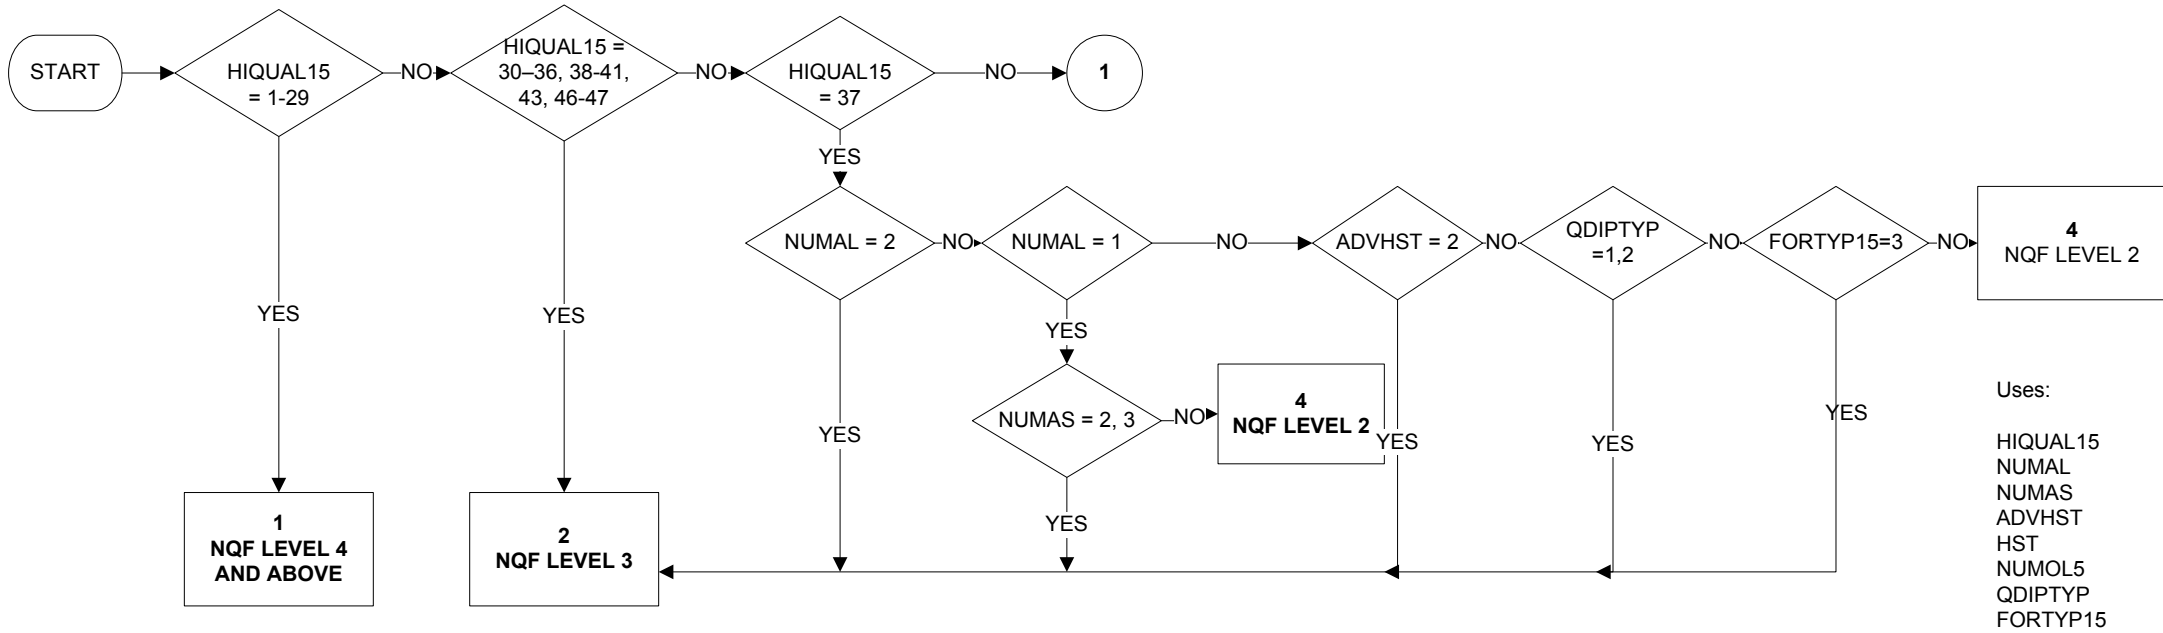 START
HIQUAL15
= 1-29
NO
HIQUAL15 =
30–36, 38-41,
43, 46-47
NO
HIQUAL15
= 37
NO
1
YES
YES
YES
NUMAL = 2
NO
NUMAL = 1
NO
ADVHST = 2
NO
QDIPTYP
=1,2
NO
FORTYP15=3
NO
4
NQF LEVEL 2
YES
YES
NUMAS = 2, 3
NO
4
NQF LEVEL 2
YES
YES
YES
YES
1
NQF LEVEL 4
AND ABOVE
2
NQF LEVEL 3
Uses:
HIQUAL15
NUMAL
NUMAS
ADVHST
HST
NUMOL5
QDIPTYP
FORTYP15